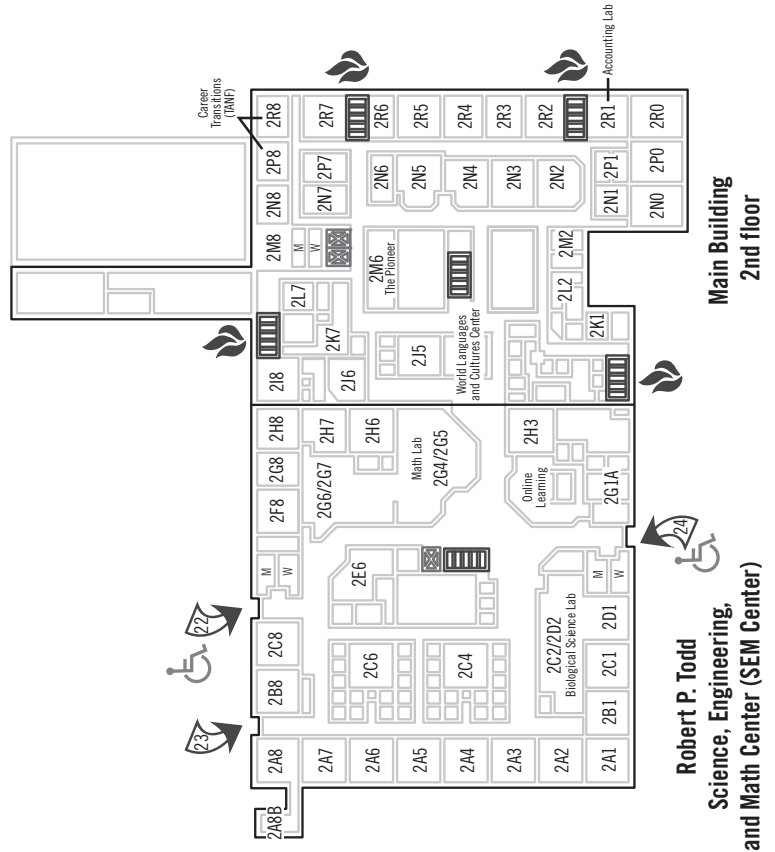 Career
Transitions
(TANF)
Accounting Lab
2R8
2R7
2R6
2R5
2R4
2R3
2R2
2R1
2R0
2P8
2P7
2P1
2P0
2N8
2N7
2N6
2N5
2N4
2N3
2N2
2N1
2N0
2M8
M
W
2M6
The Pioneer
2M2
2L7
2L2
2K7
2K1
2J5
World Languages
and Cultures Center
2I8
2J6
2H8
2H7
2H6
2H3
2G8
2G6/2G7
Math Lab
2G4/2G5
Online
Learning
2G1A
2F8
M
W
2E6
M
W
24
22
23
2C8
2C6
2C4
2C2/2D2
Biological Science Lab
2D1
2C1
2B8
2B1
2A8
2A7
2A6
2A5
2A4
2A3
2A2
2A1
2A8B
Main Building
2nd floor
Robert P. Todd
Science, Engineering,
and Math Center (SEM Center)